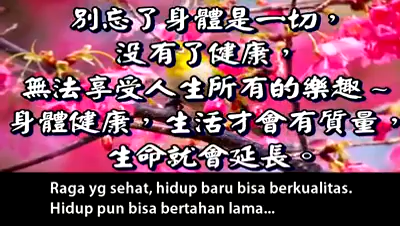 別忘了身體是一切，
没有了健康，
無法享受人生所有的樂趣～
身體健康，生活才會有質量，
生命就會延長。
Raga yg sehat, hidup baru bisa berkualitas.
Hidup pun bisa bertahan lama...